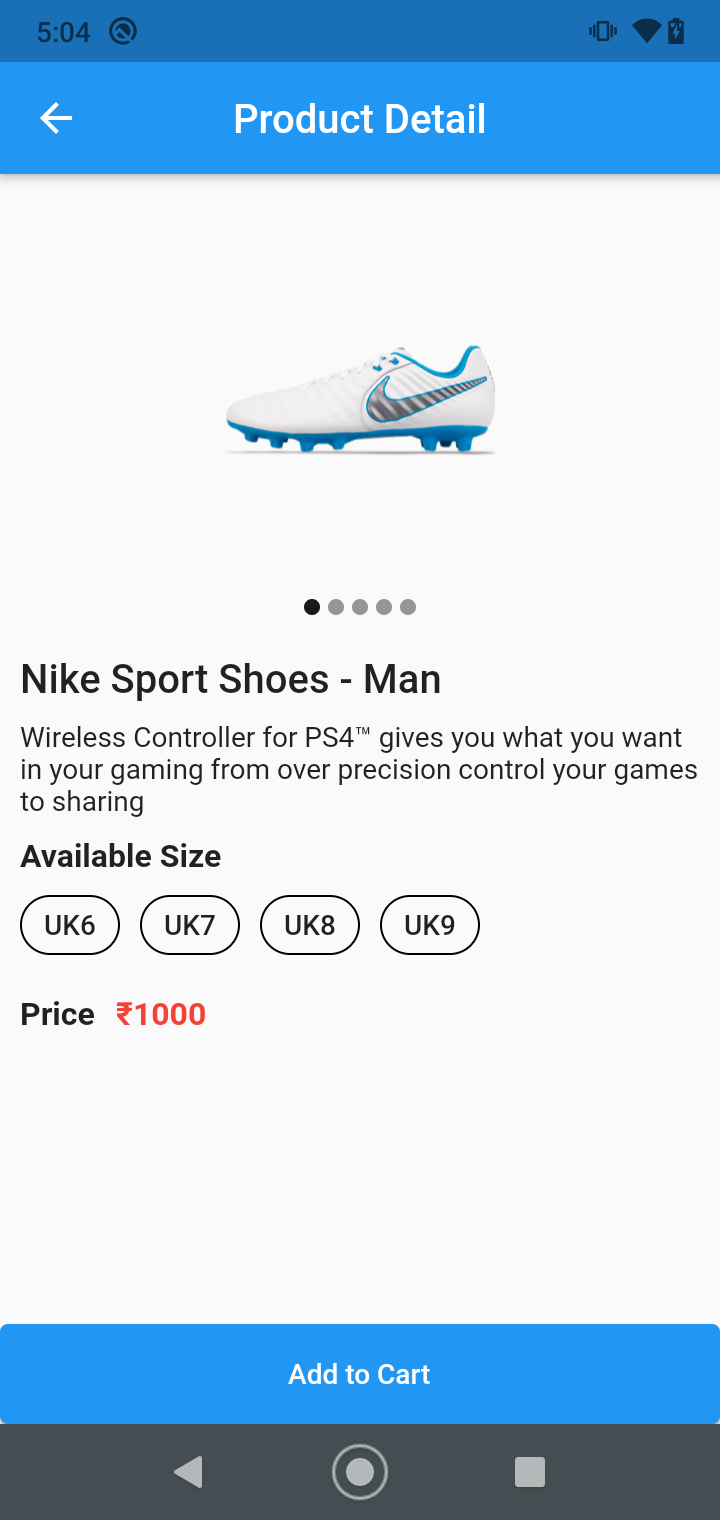 5:04
Product Detail
Nike Sport Shoes - Man
Wireless Controller for PS4™ gives you what you want
in your gaming from over precision control your games
to sharing
Available Size
UK6 UK7 UK8 UK9
Price ₹1000
Add to Cart